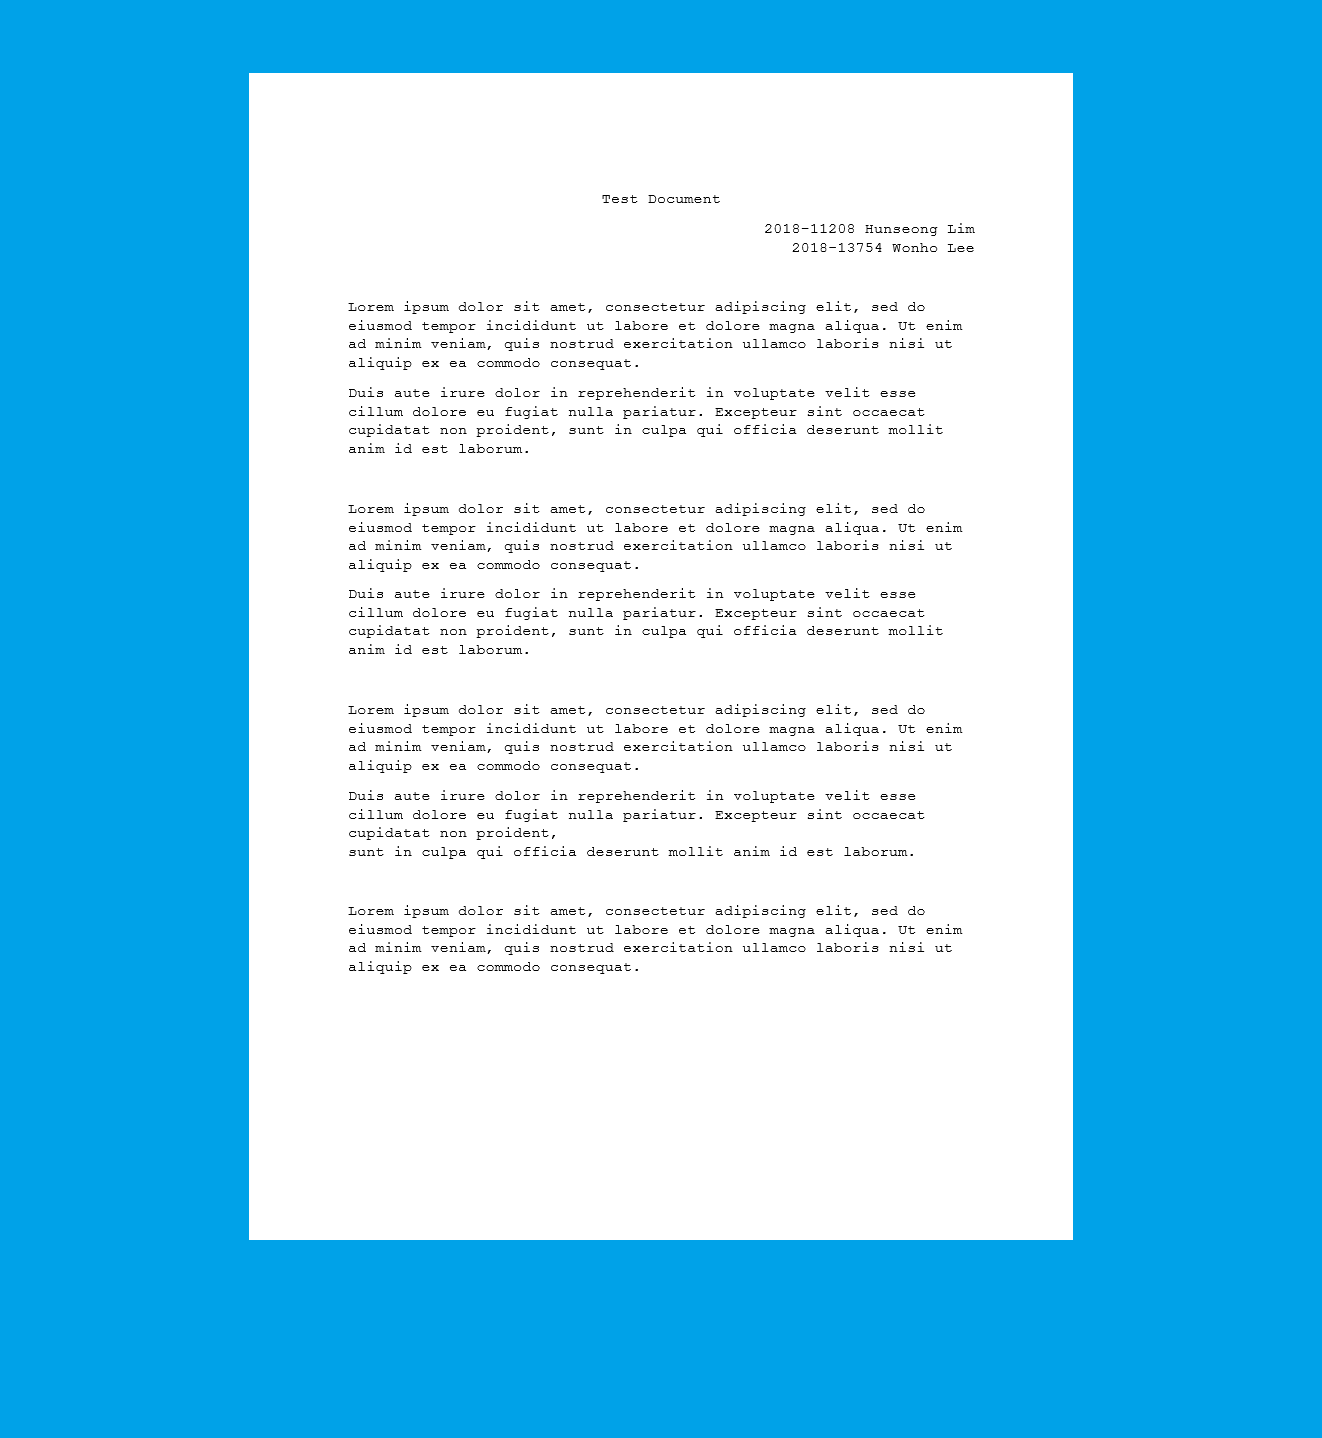 Test Document
2018-11208 Hunseong Lim
2018-13754 Wonho Lee
Lorem ipsum dolor sit amet, consectetur adipiscing elit, sed do
eiusmod tempor incididunt ut labore et dolore magna aliqua. Ut enim
ad minim veniam, quis nostrud exercitation ullamco laboris nisi ut
aliquip ex ea commodo consequat.
Duis aute irure dolor in reprehenderit in voluptate velit esse
cillum dolore eu fugiat nulla pariatur. Excepteur sint occaecat
cupidatat non proident, sunt in culpa qui officia deserunt mollit
anim id est laborum.
Lorem ipsum dolor sit amet, consectetur adipiscing elit, sed do
eiusmod tempor incididunt ut labore et dolore magna aliqua. Ut enim
ad minim veniam, quis nostrud exercitation ullamco laboris nisi ut
aliquip ex ea commodo consequat.
Duis aute irure dolor in reprehenderit in voluptate velit esse
cillum dolore eu fugiat nulla pariatur. Excepteur sint occaecat
cupidatat non proident, sunt in culpa qui officia deserunt mollit
anim id est laborum.
Lorem ipsum dolor sit amet, consectetur adipiscing elit, sed do
eiusmod tempor incididunt ut labore et dolore magna aliqua. Ut enim
ad minim veniam, quis nostrud exercitation ullamco laboris nisi ut
aliquip ex ea commodo consequat.
Duis aute irure dolor in reprehenderit in voluptate velit esse
cillum dolore eu fugiat nulla pariatur. Excepteur sint occaecat
cupidatat non proident,
sunt in culpa qui officia deserunt mollit anim id est laborum.
Lorem ipsum dolor sit amet, consectetur adipiscing elit, sed do
eiusmod tempor incididunt ut labore et dolore magna aliqua. Ut enim
ad minim veniam, quis nostrud exercitation ullamco laboris nisi ut
aliquip ex ea commodo consequat.